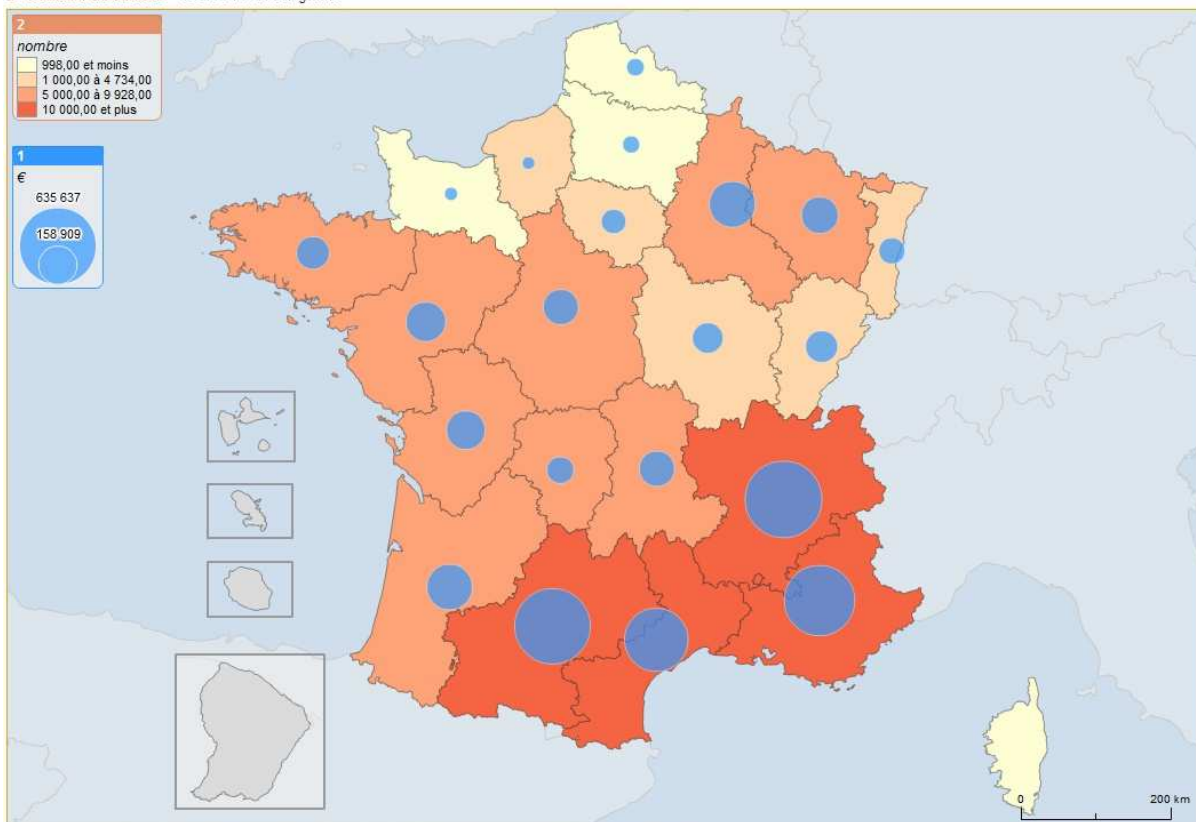 2
nombre
998,00 et moins
1 000,00 à 4 734,00
5 000,00 à 9 928,00
10 000,00 et plus
1
€
635 637
158 909
0 200 km